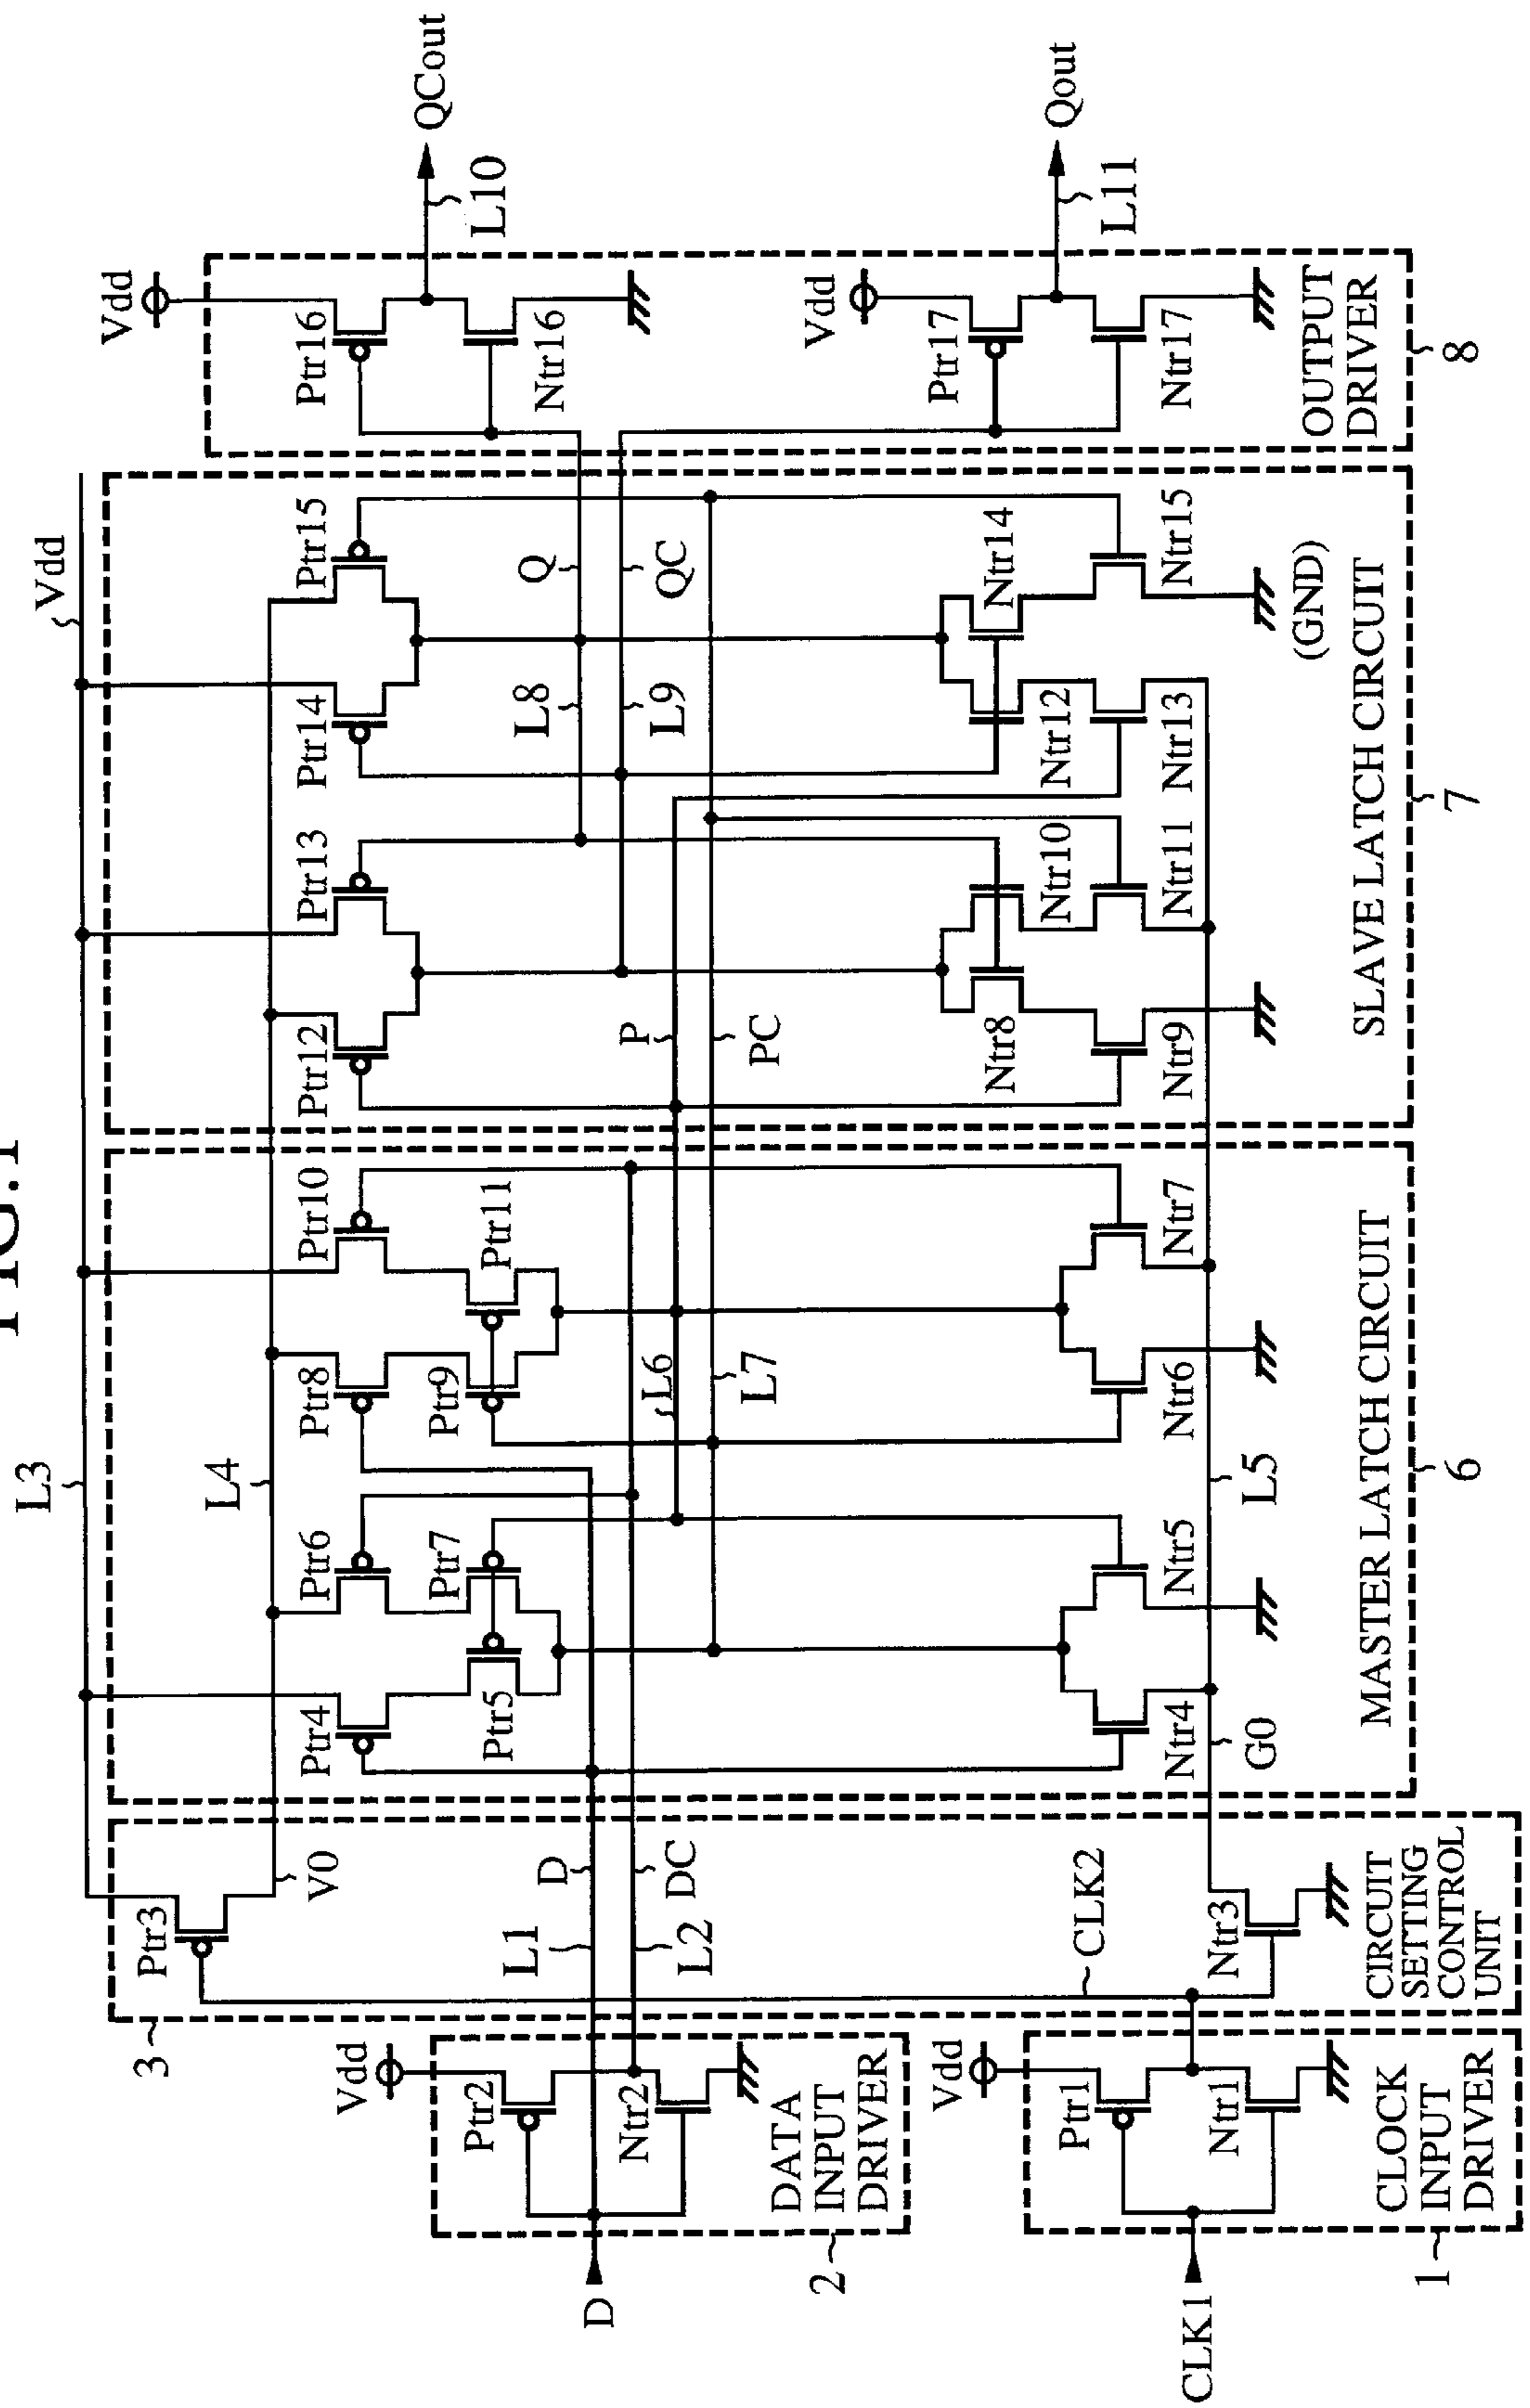 FIG.1
3
Ptr3
L3
Vdd
Vdd
V0
L4
Ptr4
Ptr6
Ptr8
Ptr10
Ptr12
Ptr13
Ptr14
Ptr15
Ptr16
QCout
L10
Ntr16
Vdd
Ptr2
Ptr5
Ptr7
Ptr9
Ptr11
L8
Q
D
L1
D
Ntr2
L2
DC
L6
L7
P
PC
L9
QC
DATA
INPUT
DRIVER
2
Vdd
Ptr17
Qout
L11
Ntr17
Vdd
Ptr1
CLK1
Ntr1
CLK2
Ntr3
G0
Ntr4
Ntr5
L5
Ntr6
Ntr7
Ntr8
Ntr9
Ntr10
Ntr11
Ntr12
Ntr13
Ntr14
Ntr15
(GND)
CLOCK
INPUT
DRIVER
1
CIRCUIT
SETTING
CONTROL
UNIT
MASTER LATCH CIRCUIT
6
SLAVE LATCH CIRCUIT
7
OUTPUT
DRIVER
8